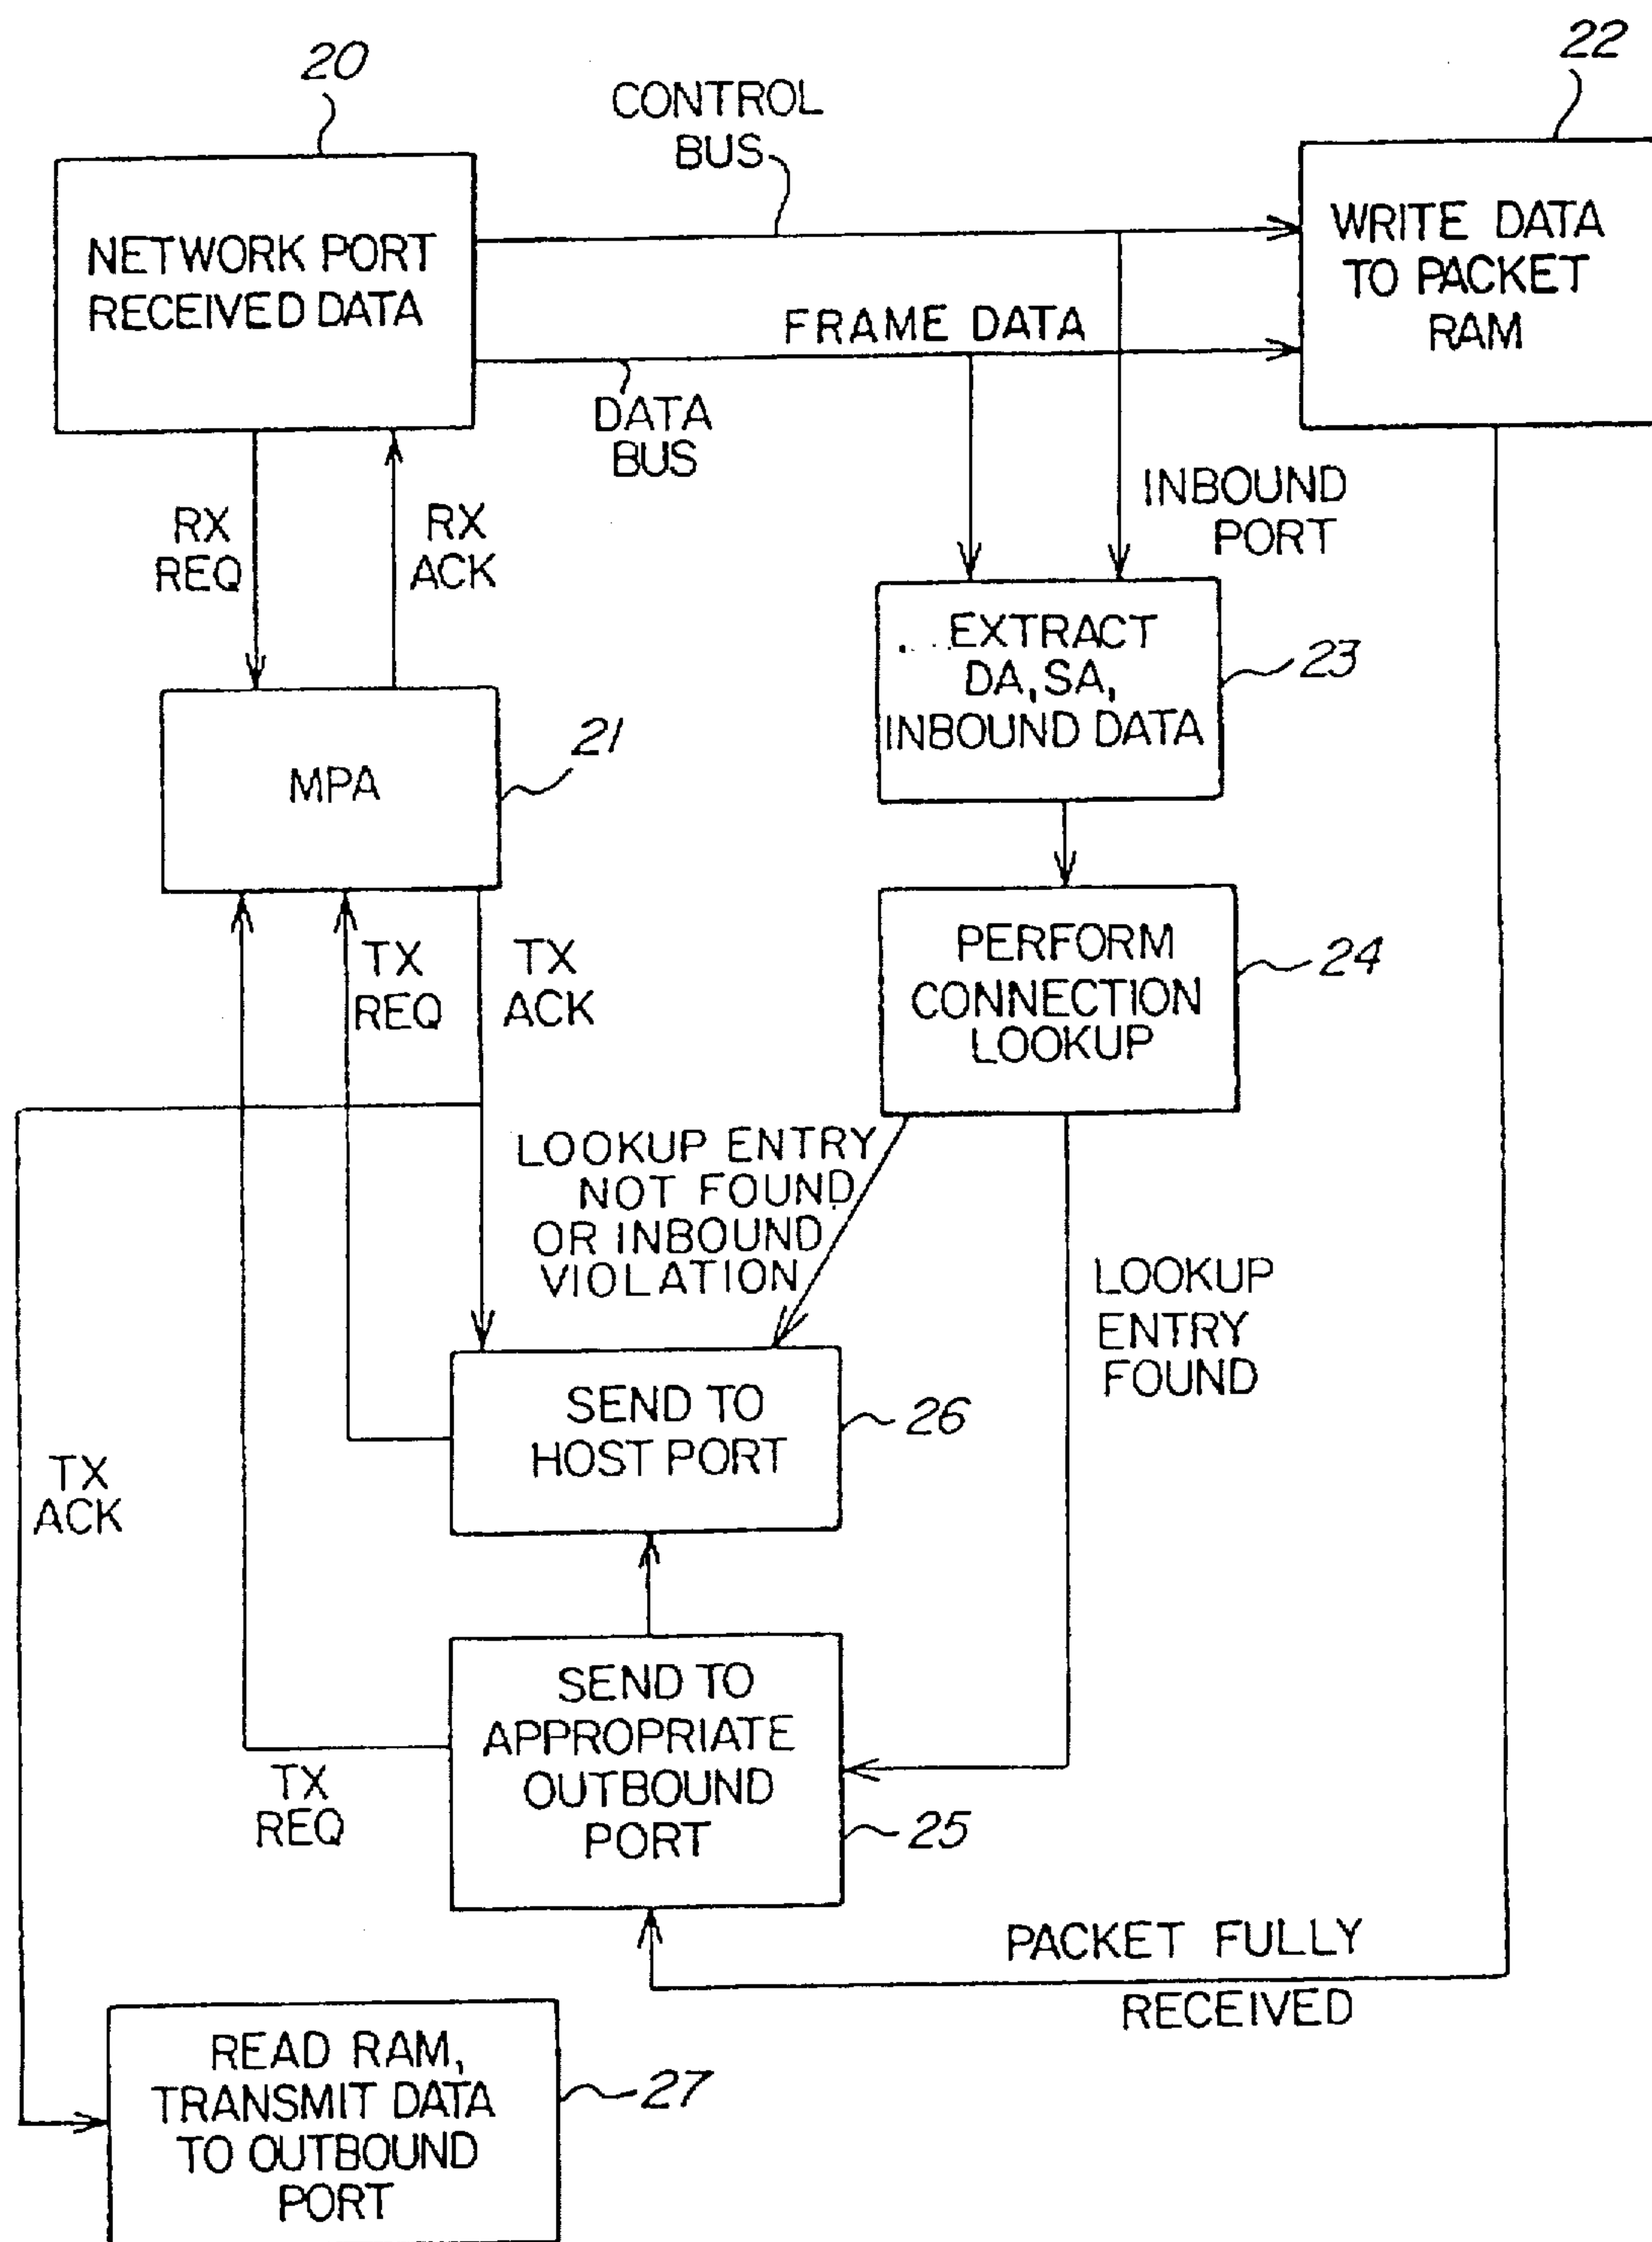 20
22
CONTROL
BUS
NETWORK PORT
RECEIVED DATA
WRITE DATA
TO PACKET
RAM
FRAME DATA
DATA
BUS
INBOUND
PORT
RX
REQ
RX
ACK
EXTRACT
DA, SA,
INBOUND DATA
23
MPA
21
PERFORM
CONNECTION
LOOKUP
24
TX
REQ
TX
ACK
LOOKUP ENTRY
NOT FOUND
OR INBOUND
VIOLATION
LOOKUP
ENTRY
FOUND
SEND TO
HOST PORT
26
TX
ACK
SEND TO
APPROPRIATE
OUTBOUND
PORT
25
TX
REQ
PACKET FULLY
RECEIVED
READ RAM,
TRANSMIT DATA
TO OUTBOUND
PORT
27